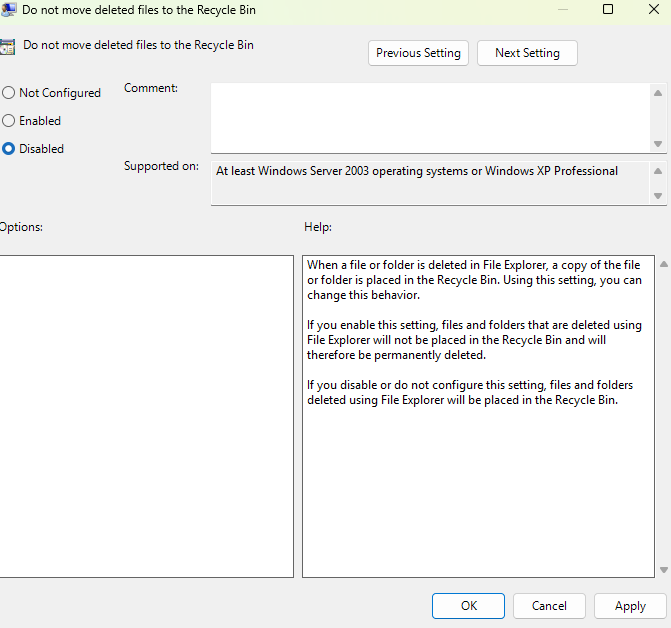 Do not move deleted files to the Recycle Bin
Do not move deleted files to the Recycle Bin
Previous Setting
Next Setting
Not Configured
Enabled
Disabled
Comment:
Supported on:
At least Windows Server 2003 operating systems or Windows XP Professional
Options:
Help:
When a file or folder is deleted in File Explorer, a copy of the file
or folder is placed in the Recycle Bin. Using this setting, you can
change this behavior.
If you enable this setting, files and folders that are deleted using
File Explorer will not be placed in the Recycle Bin and will
therefore be permanently deleted.
If you disable or do not configure this setting, files and folders
deleted using File Explorer will be placed in the Recycle Bin.
OK
Cancel
Apply